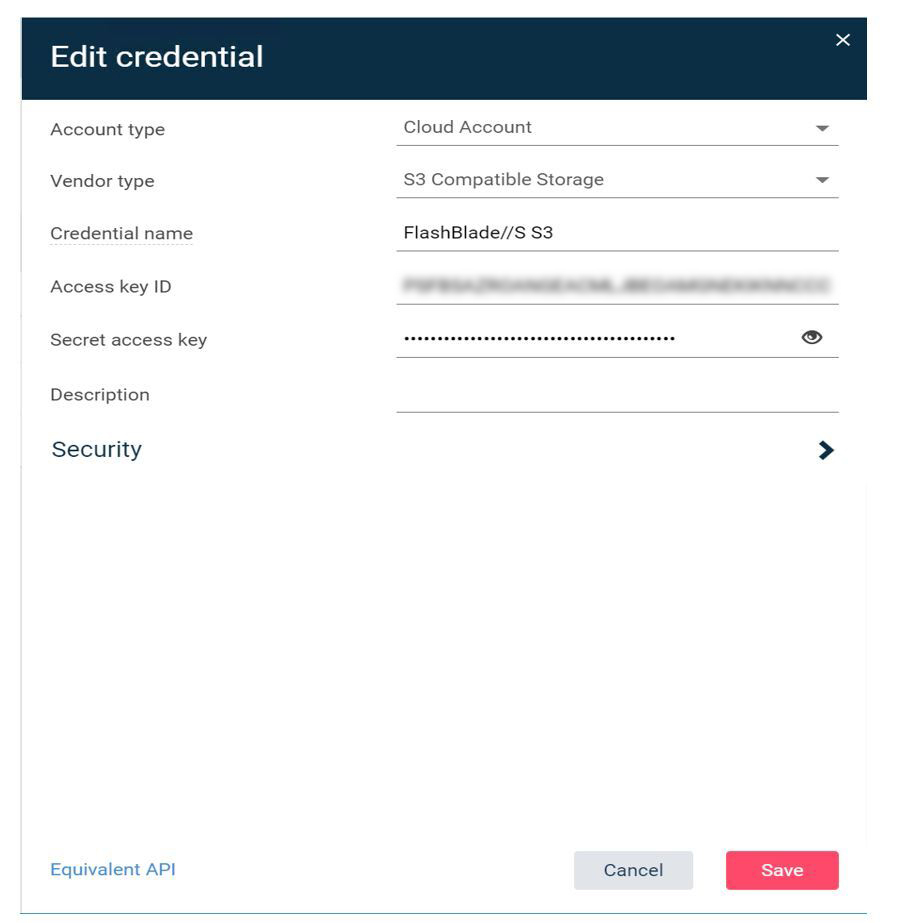 Edit credential
Account type Cloud Account
Vendor type S3 Compatible Storage
Credential name FlashBlade//S S3
Access key ID
Secret access key ••••••••••••••••••••••••••••••••••••••••
Description
Security
Equivalent API Cancel Save